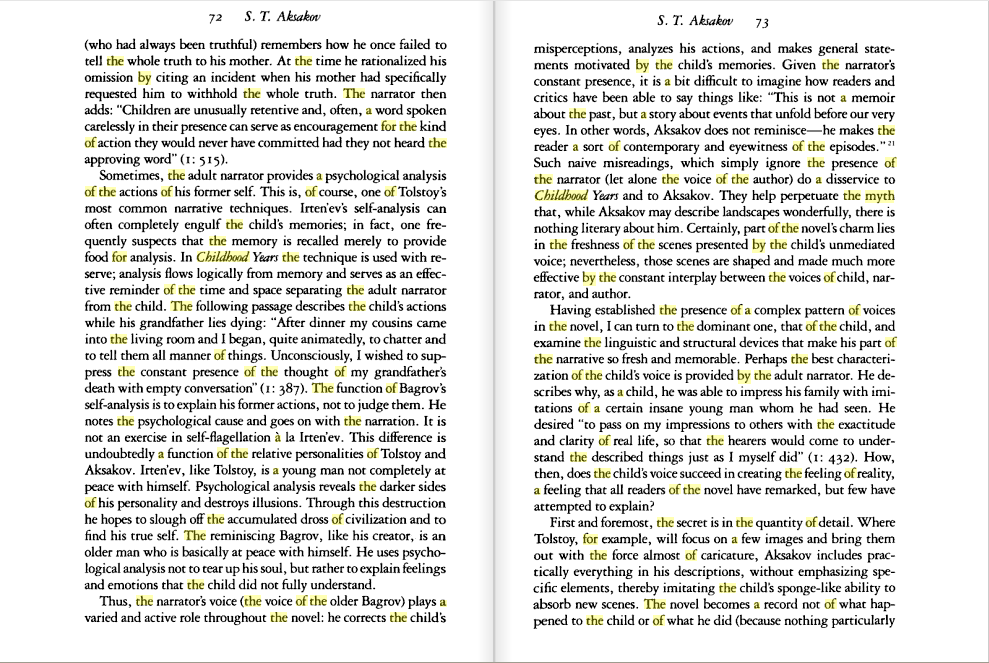 72 S. T. Aksakov
(who had always been truthful) remembers how he once failed to
tell the whole truth to his mother. At the time he rationalized his
omission by citing an incident when his mother had specifically
requested him to withhold the whole truth. The narrator then
adds: “Children are unusually retentive and, often, a word spoken
carelessly in their presence can serve as encouragement for the kind
of action they would never have committed had they not heard the
approving word” (1: 515).
Sometimes, the adult narrator provides a psychological analysis
of the actions of his former self. This is, of course, one of Tolstoy's
most common narrative techniques. Irten'ev's self-analysis can
often completely engulf the child's memories; in fact, one fre-
quently suspects that the memory is recalled merely to provide
food for analysis. In Childhood Years the technique is used with re-
serve; analysis flows logically from memory and serves as an effec-
tive reminder of the time and space separating the adult narrator
from the child. The following passage describes the child's actions
while his grandfather lies dying: “After dinner my cousins came
into the living room and I began, quite animatedly, to chatter and
to tell them all manner of things. Unconsciously, I wished to sup-
press the constant presence of the thought of my grandfather's
death with empty conversation” (1: 387). The function of Bagrov's
self-analysis is to explain his former actions, not to judge them. He
notes the psychological cause and goes on with the narration. It is
not an exercise in self-flagellation à la Irten'ev. This difference is
undoubtedly a function of the relative personalities of Tolstoy and
Aksakov. Irten'ev, like Tolstoy, is a young man not completely at
peace with himself. Psychological analysis reveals the darker sides
of his personality and destroys illusions. Through this destruction
he hopes to slough off the accumulated dross of civilization and to
find his true self. The reminiscing Bagrov, like his creator, is an
older man who is basically at peace with himself. He uses psycho-
logical analysis not to tear up his soul, but rather to explain feelings
and emotions that the child did not fully understand.
Thus, the narrator's voice (the voice of the older Bagrov) plays a
varied and active role throughout the novel: he corrects the child's
S. T. Aksakov 73
misperceptions, analyzes his actions, and makes general state-
ments motivated by the child's memories. Given the narrator's
constant presence, it is a bit difficult to imagine how readers and
critics have been able to say things like: “This is not a memoir
about the past, but a story about events that unfold before our very
eyes. In other words, Aksakov does not reminisce—he makes the
reader a sort of contemporary and eyewitness of the episodes.” 21
Such naive misreadings, which simply ignore the presence of
the narrator (let alone the voice of the author) do a disservice to
Childhood Years and to Aksakov. They help perpetuate the myth
that, while Aksakov may describe landscapes wonderfully, there is
nothing literary about him. Certainly, part of the novel's charm lies
in the freshness of the scenes presented by the child's unmediated
voice; nevertheless, those scenes are shaped and made much more
effective by the constant interplay between the voices of child, nar-
rator, and author.
Having established the presence of a complex pattern of voices
in the novel, I can turn to the dominant one, that of the child, and
examine the linguistic and structural devices that make his part of
the narrative so fresh and memorable. Perhaps the best characteri-
zation of the child's voice is provided by the adult narrator. He de-
scribes why, as a child, he was able to impress his family with imi-
tations of a certain insane young man whom he had seen. He
desired “to pass on my impressions to others with the exactitude
and clarity of real life, so that the hearers would come to under-
stand the described things just as I myself did” (1: 432). How,
then, does the child's voice succeed in creating the feeling of reality,
a feeling that all readers of the novel have remarked, but few have
attempted to explain?
First and foremost, the secret is in the quantity of detail. Where
Tolstoy, for example, will focus on a few images and bring them
out with the force almost of caricature, Aksakov includes prac-
tically everything in his descriptions, without emphasizing spe-
cific elements, thereby imitating the child's sponge-like ability to
absorb new scenes. The novel becomes a record not of what hap-
pened to the child or of what he did (because nothing particularly